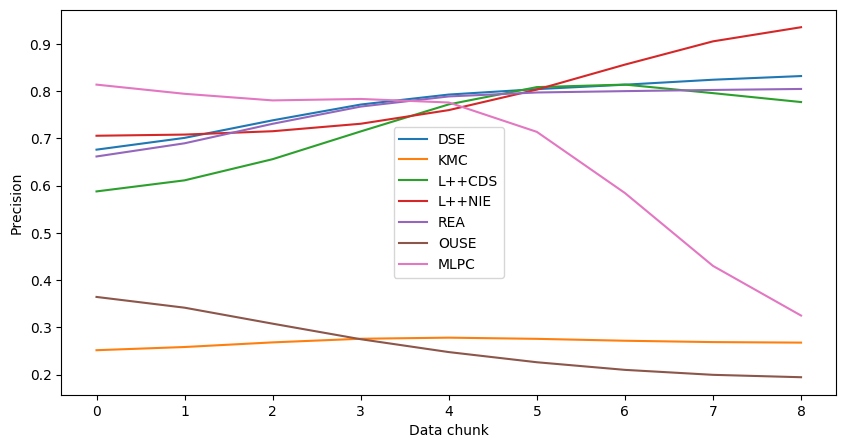 0.9
0.8
0.7
0.6
0.5
0.4
0.3
0.2
Precision
DSE
KMC
L++CDS
L++NIE
REA
OUSE
MLPC
0 1 2 3 4 5 6 7 8
Data chunk